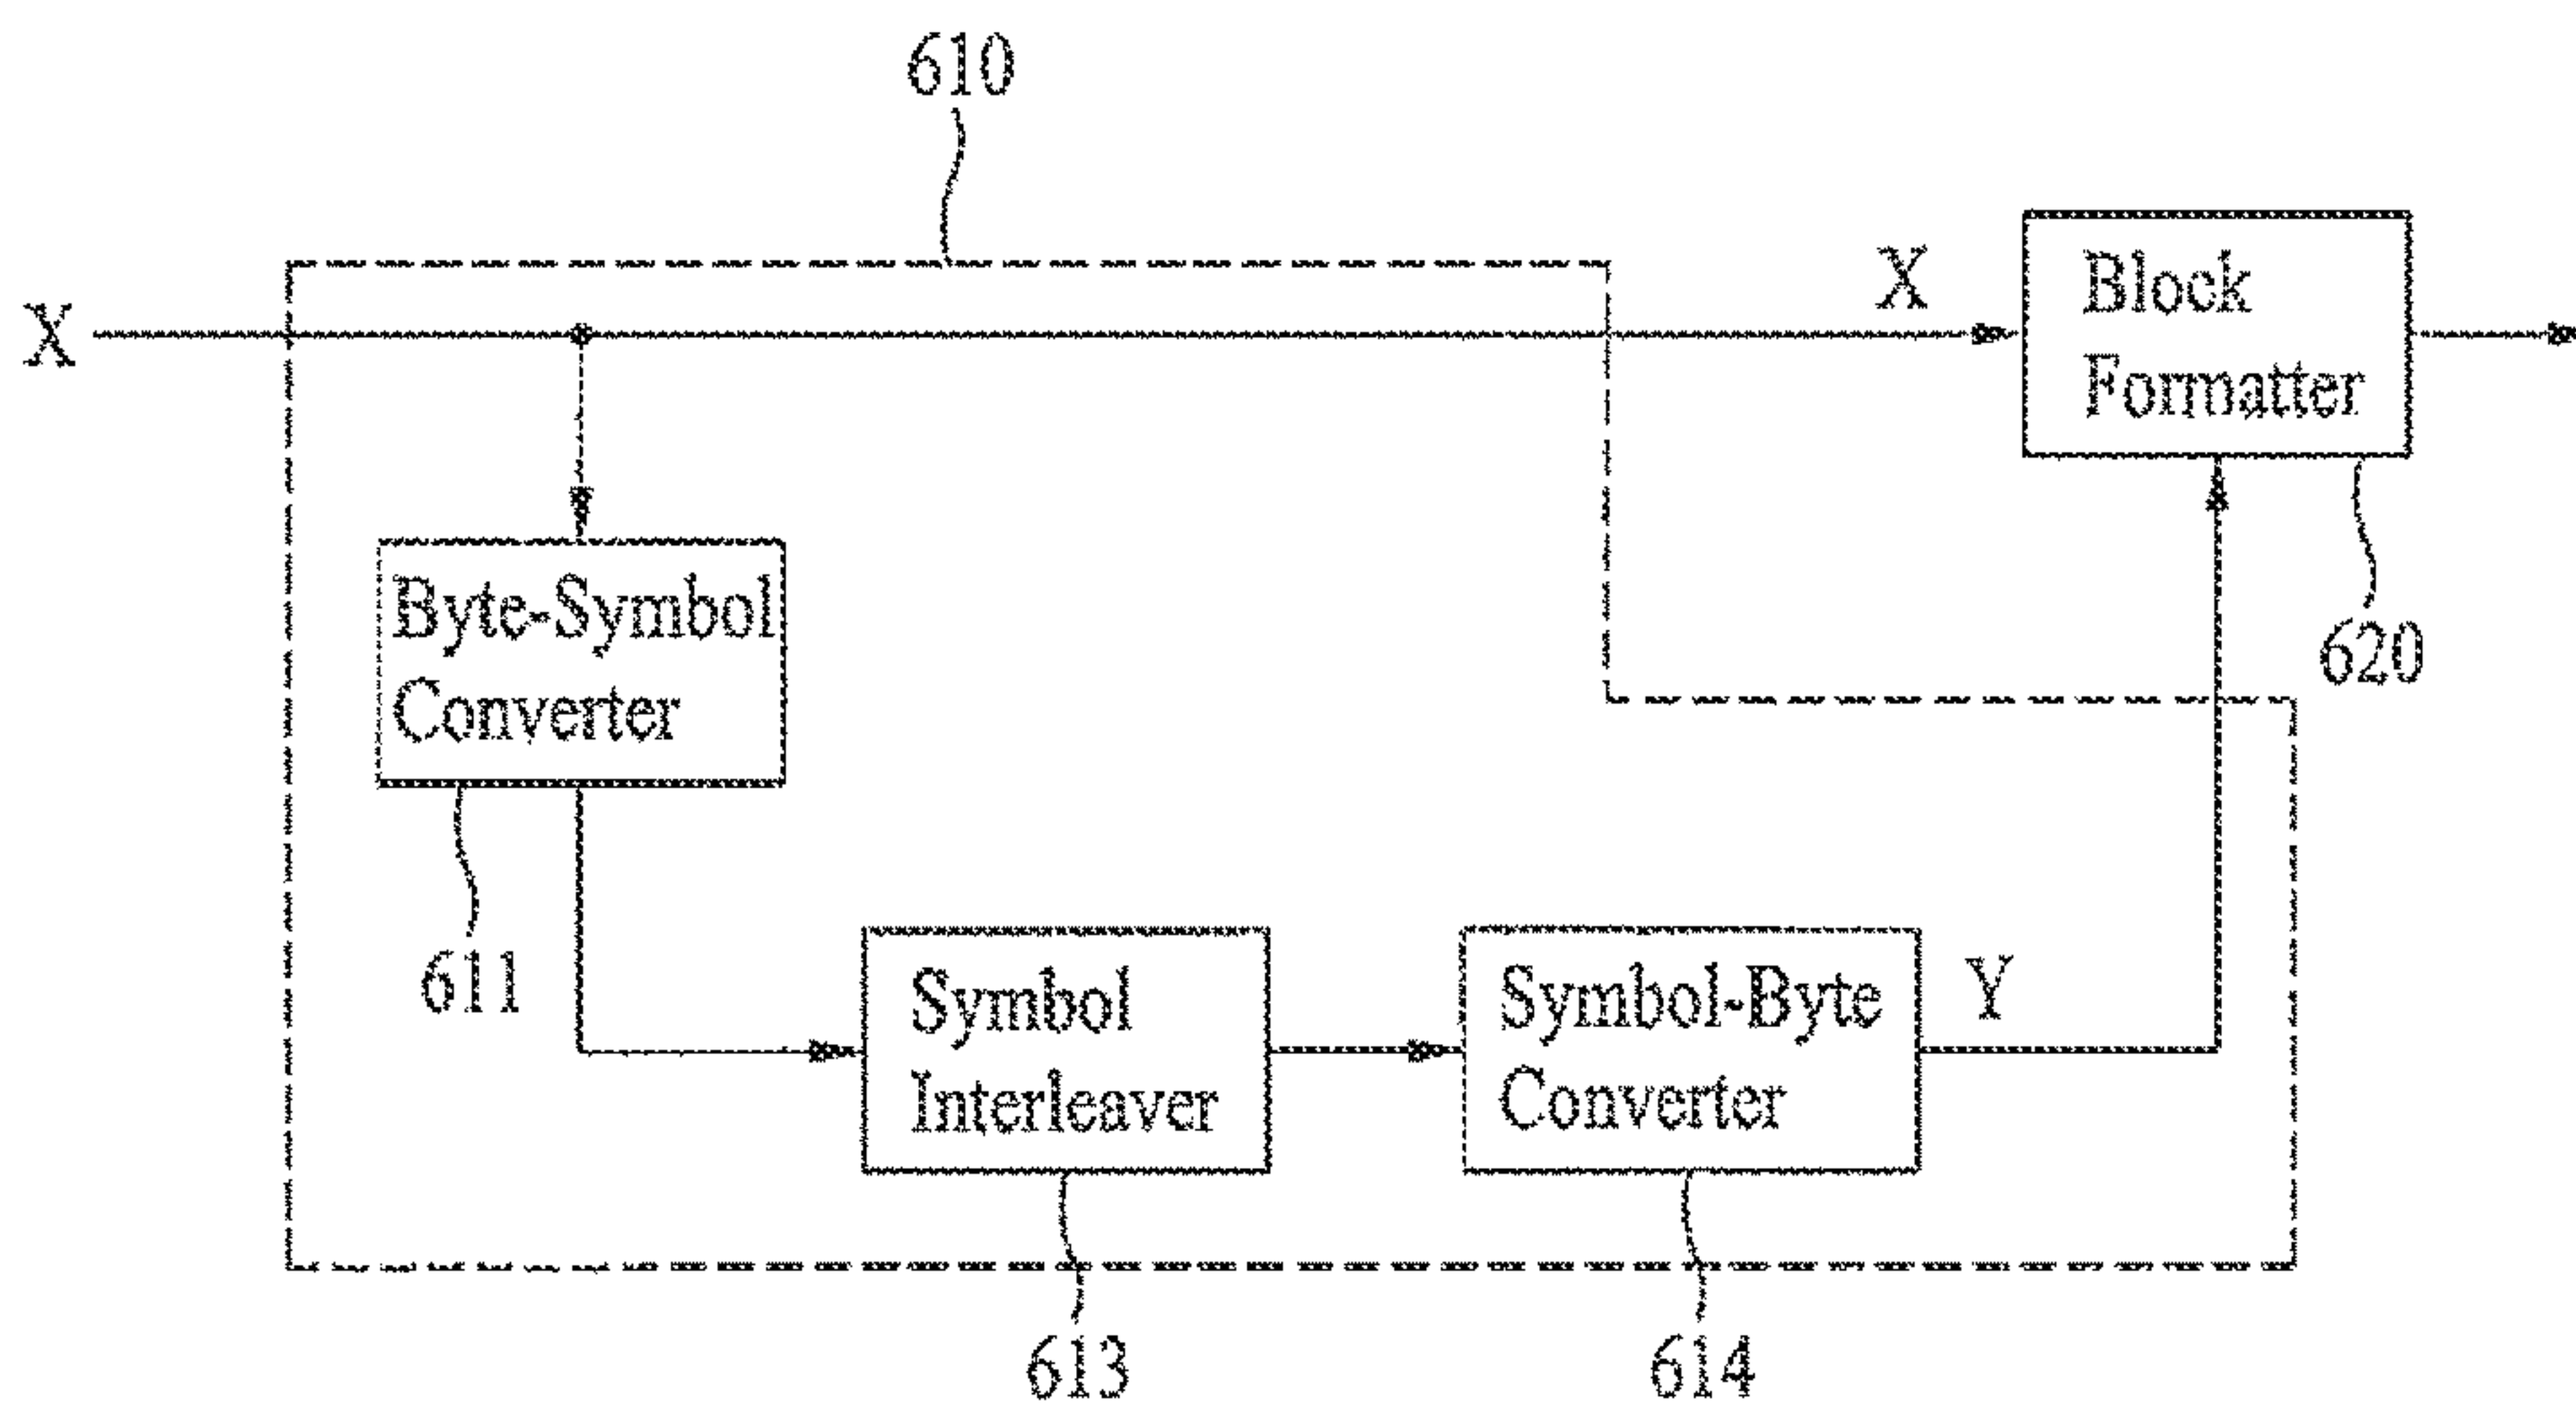 610
X
X
Block
Formatter
620
Byte-Symbol
Converter
611
Symbol
Interleaver
613
Symbol-Byte
Converter
614
Y